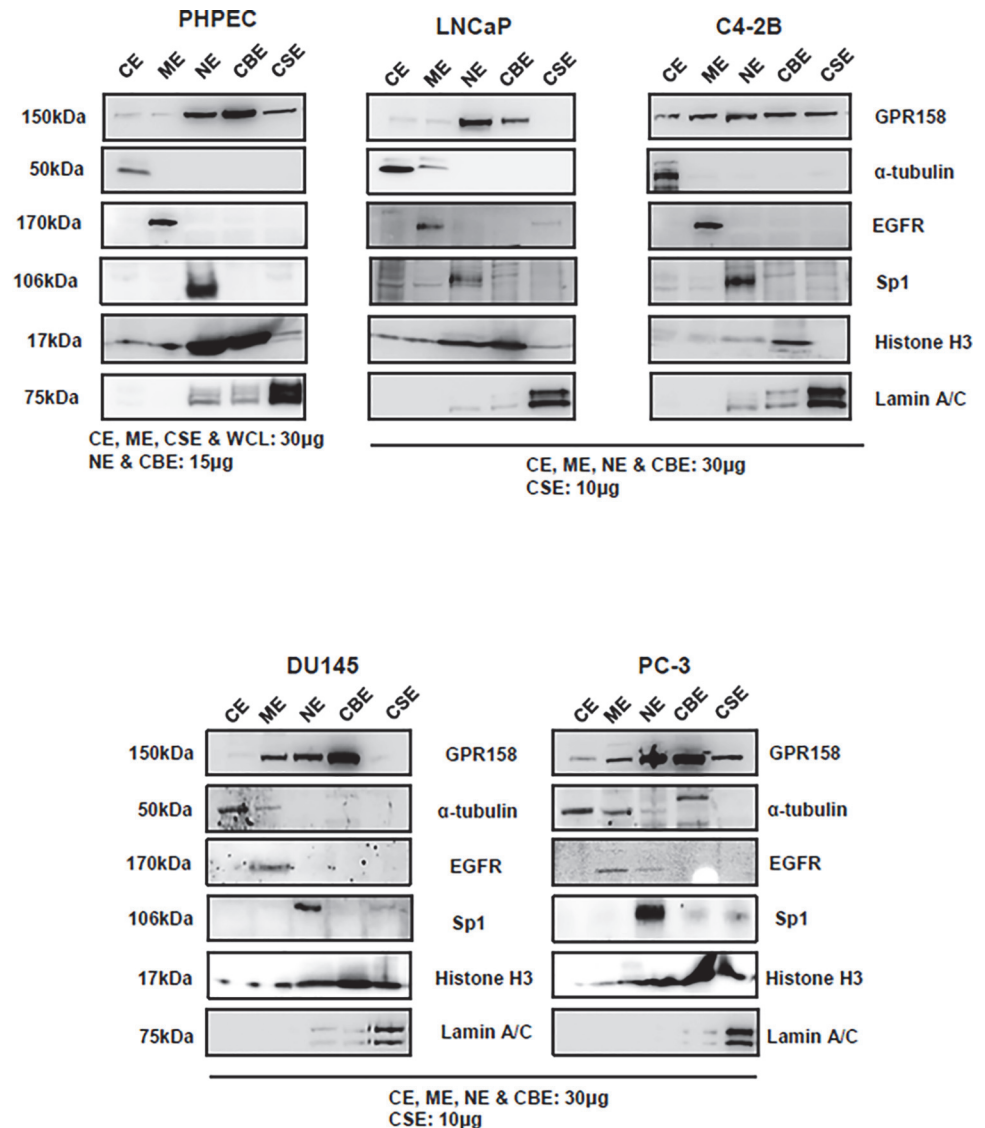 PHPEC LNCaP C4-2B
CE ME NE CBE CSE CE ME NE CBE CSE CE ME NE CBE CSE
150kDa GPR158
50kDa α-tubulin
170kDa EGFR
106kDa Sp1
17kDa Histone H3
75kDa Lamin A/C
CE, ME, CSE & WCL: 30µg
NE & CBE: 15µg
CE, ME, NE & CBE: 30µg
CSE: 10µg
DU145 PC-3
CE ME NE CBE CSE CE ME NE CBE CSE
150kDa GPR158 GPR158
50kDa α-tubulin α-tubulin
170kDa EGFR EGFR
106kDa Sp1 Sp1
17kDa Histone H3 Histone H3
75kDa Lamin A/C Lamin A/C
CE, ME, NE & CBE: 30µg
CSE: 10µg